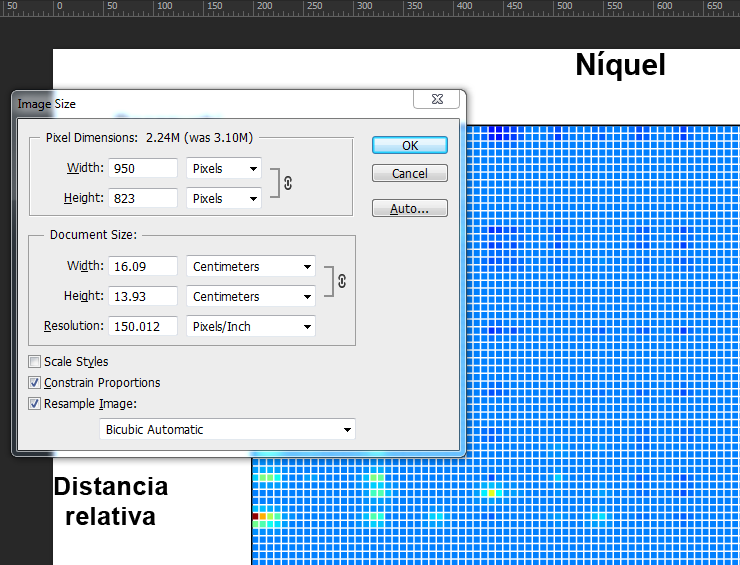 50 0 50 100 150 200 250 300 350 400 450 500 550 600 650
Níquel
Image Size
Pixel Dimensions: 2.24M (was 3.10M)
Width: 950 Pixels
Height: 823 Pixels
OK
Cancel
Auto...
Document Size:
Width: 16.09 Centimeters
Height: 13.93 Centimeters
Resolution: 150.012 Pixels/Inch
Scale Styles
Constrain Proportions
Resample Image:
Bicubic Automatic
Distancia
relativa